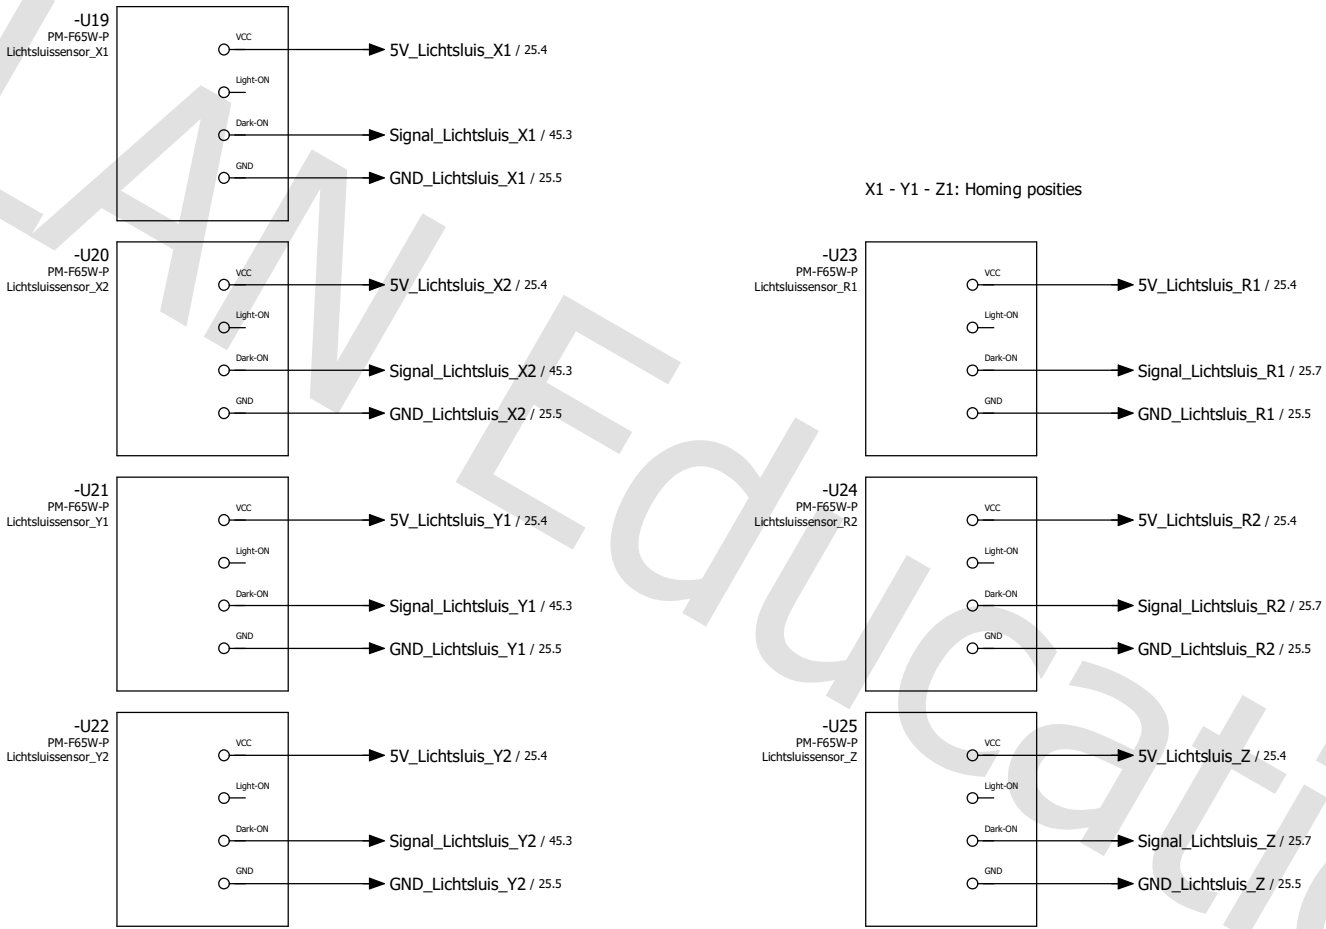 -U19
PM-F65W-P
Lichtsluissensor_X1
VCC
5V_Lichtsluis_X1 / 25.4
Light-ON
Dark-ON
Signal_Lichtsluis_X1 / 45.3
GND
GND_Lichtsluis_X1 / 25.5
-U20
PM-F65W-P
Lichtsluissensor_X2
VCC
5V_Lichtsluis_X2 / 25.4
Light-ON
Dark-ON
Signal_Lichtsluis_X2 / 45.3
GND
GND_Lichtsluis_X2 / 25.5
-U21
PM-F65W-P
Lichtsluissensor_Y1
VCC
5V_Lichtsluis_Y1 / 25.4
Light-ON
Dark-ON
Signal_Lichtsluis_Y1 / 45.3
GND
GND_Lichtsluis_Y1 / 25.5
-U22
PM-F65W-P
Lichtsluissensor_Y2
VCC
5V_Lichtsluis_Y2 / 25.4
Light-ON
Dark-ON
Signal_Lichtsluis_Y2 / 45.3
GND
GND_Lichtsluis_Y2 / 25.5
X1 - Y1 - Z1: Homing posities
-U23
PM-F65W-P
Lichtsluissensor_R1
VCC
5V_Lichtsluis_R1 / 25.4
Light-ON
Dark-ON
Signal_Lichtsluis_R1 / 25.7
GND
GND_Lichtsluis_R1 / 25.5
-U24
PM-F65W-P
Lichtsluissensor_R2
VCC
5V_Lichtsluis_R2 / 25.4
Light-ON
Dark-ON
Signal_Lichtsluis_R2 / 25.7
GND
GND_Lichtsluis_R2 / 25.5
-U25
PM-F65W-P
Lichtsluissensor_Z
VCC
5V_Lichtsluis_Z / 25.4
Light-ON
Dark-ON
Signal_Lichtsluis_Z / 25.7
GND
GND_Lichtsluis_Z / 25.5
LAN Educatio